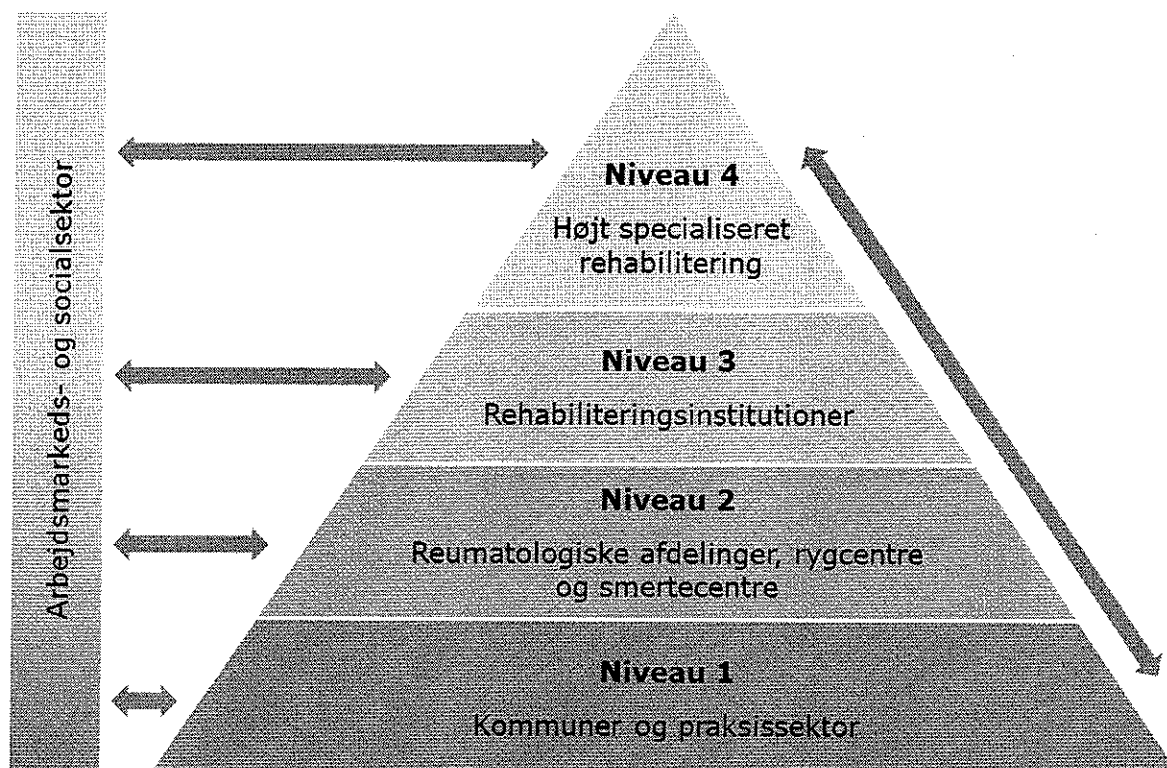 Arbejdsmarkeds- og socialsektor
Niveau 4
Højt specialiseret
rehabilitering
Niveau 3
Rehabiliteringsinstitutioner
Niveau 2
Reumatologiske afdelinger, rygcentre
og smertecentre
Niveau 1
Kommuner og praksissektor